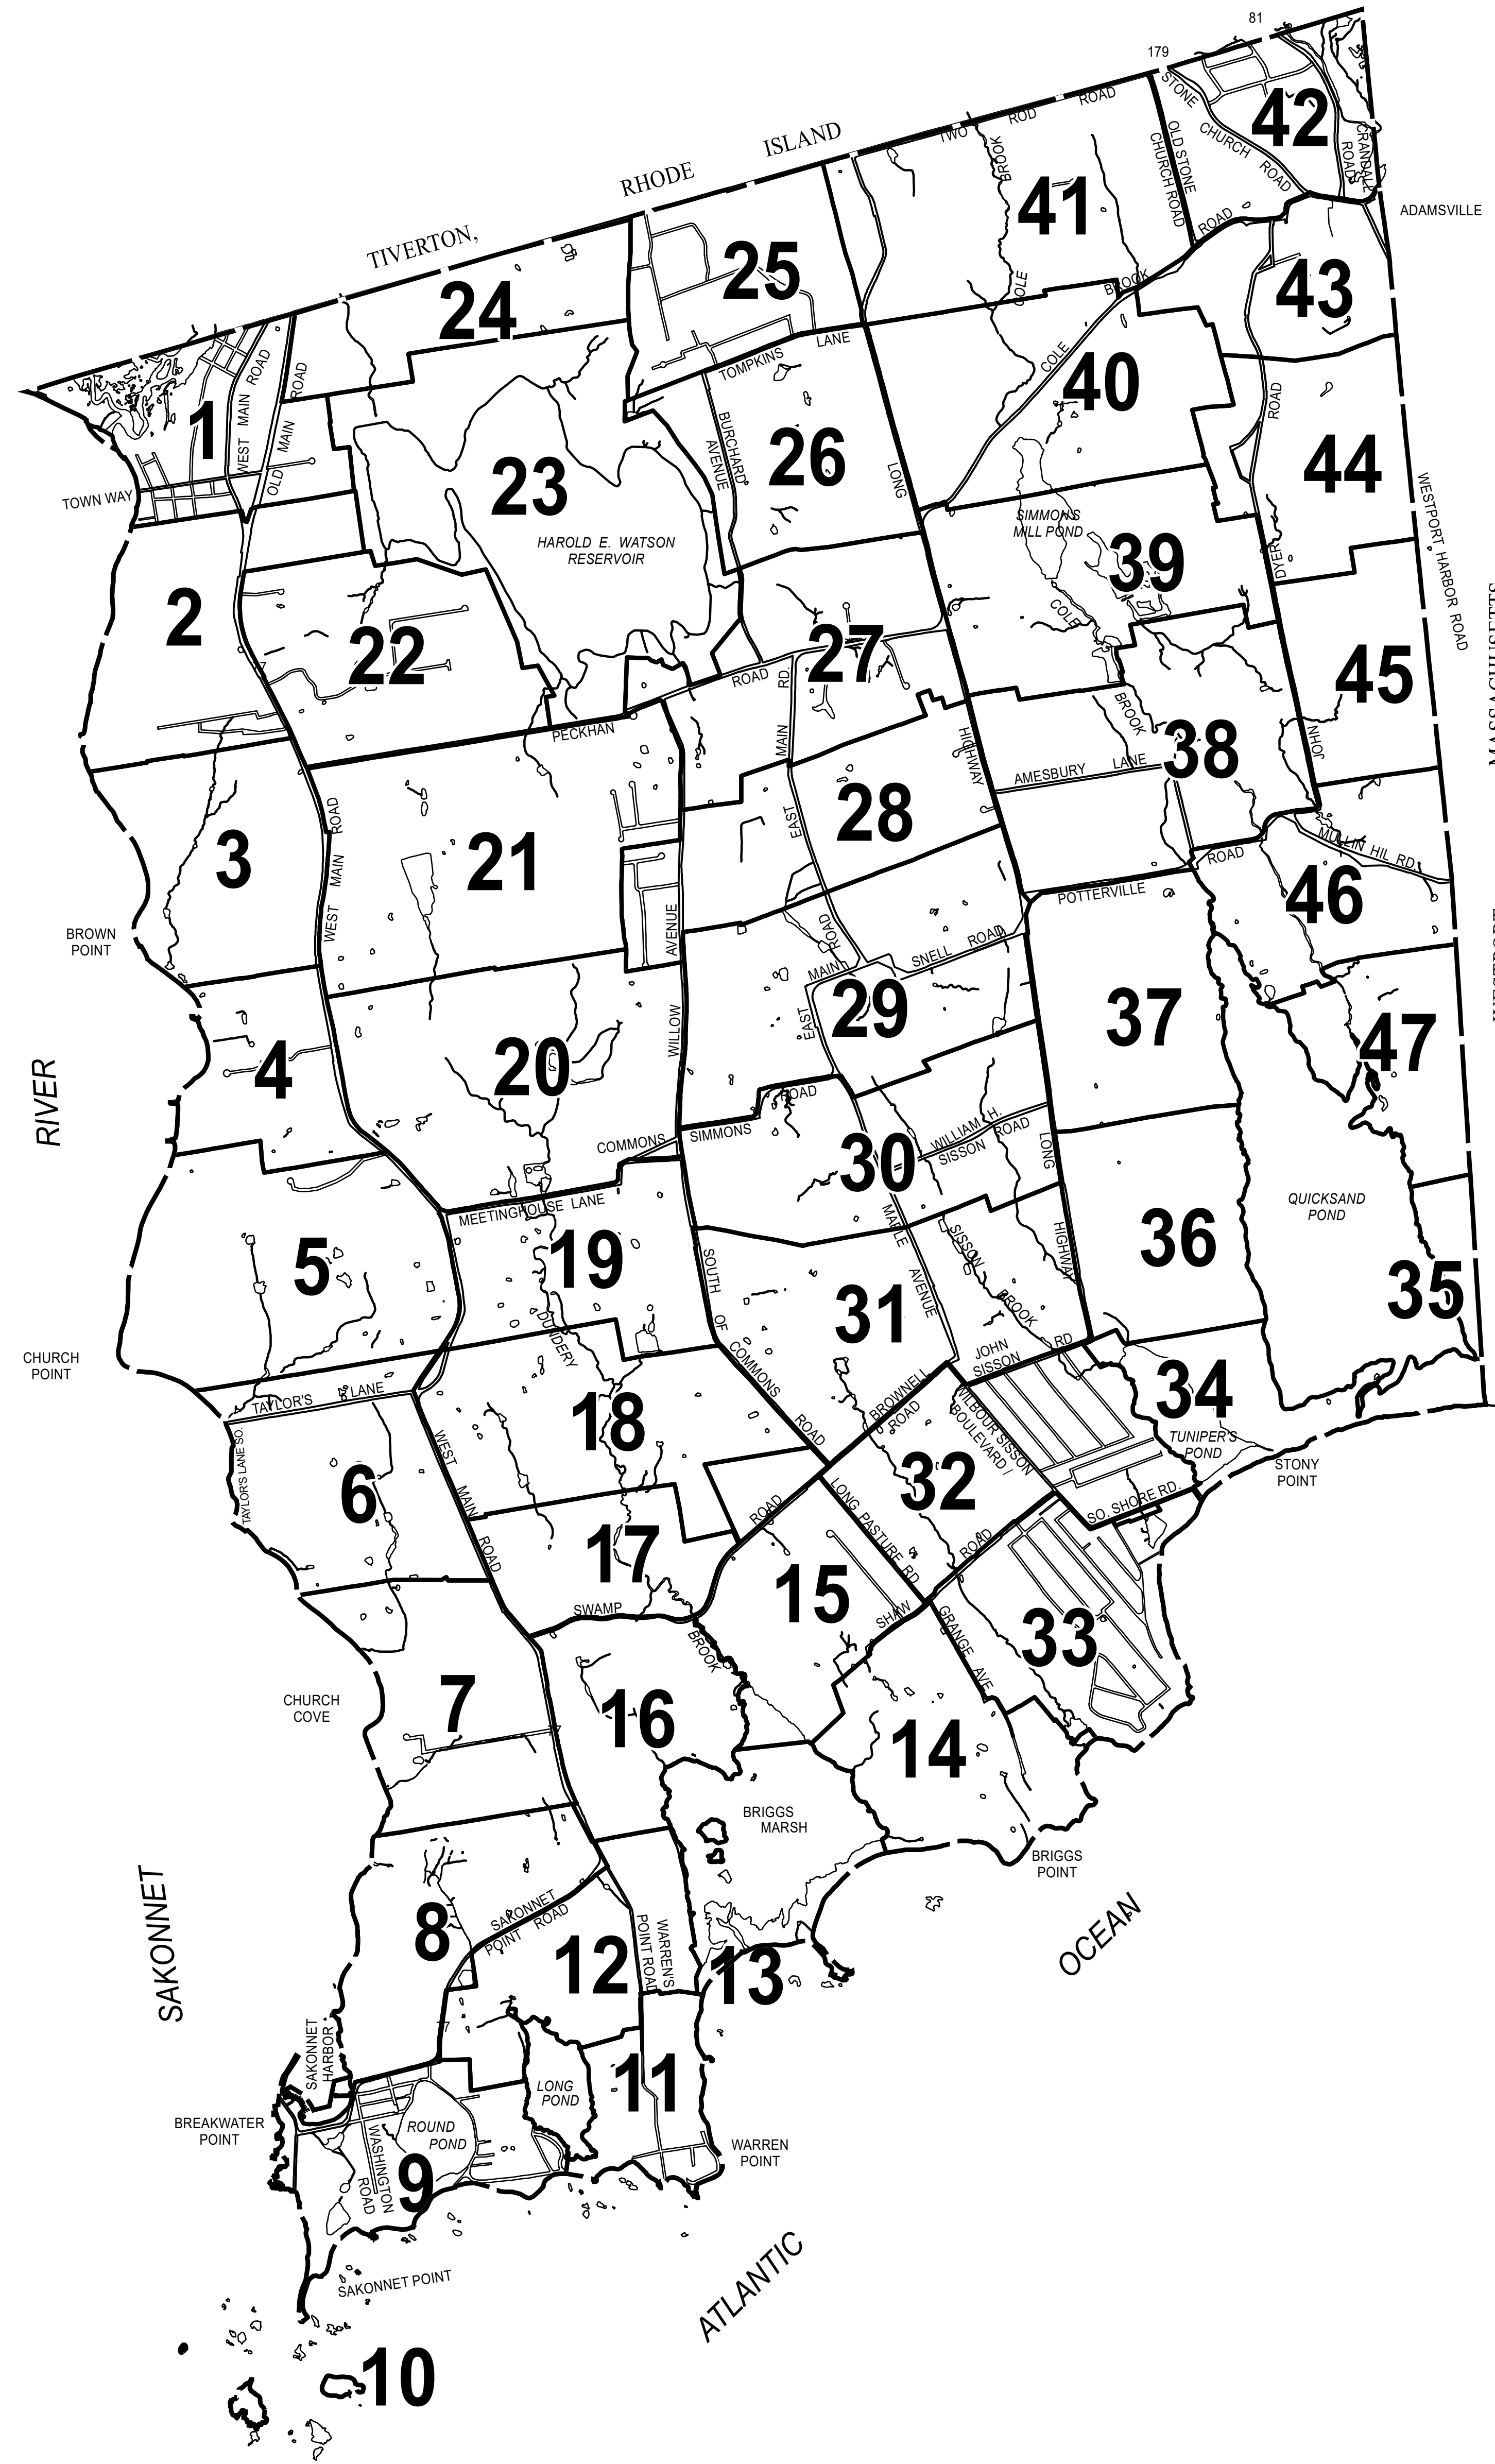 81
179
TWO ROD ROAD
TIVERTON, RHODE ISLAND
STONE CHURCH ROAD
OLD STONE CHURCH ROAD
CRANDALL ROAD
42
ADAMSVILLE
41
BROOK
COLE
ROAD
BROOK
COLE
43
25
24
TOMPKINS LANE
40
1
WEST MAIN ROAD
OLD MAIN ROAD
TOWN WAY
23
HAROLD E. WATSON
RESERVOIR
BURCHARD
AVENUE
26
LONG
44
ROAD
DYER
WESTPORT HARBOR ROAD
SIMMON'S
MILL POND
39
COLE
BROOK
2
22
77
27
ROAD
RD.
PECKHAN
MAIN
45
JOHN
MASSACHUSETTS
38
AMESBURY LANE
HIGHWAY
28
EAST
ROAD
3
WEST MAIN ROAD
21
AVENUE
WILLOW
MULLIN HIL RD.
ROAD
POTTERVILLE
46
BROWN
POINT
MAIN
SNELL ROAD
29
EAST
37
47
WESTPORT
4
20
RIVER
ROAD
SIMMONS
COMMONS
30
WILLIAM H.
SISSON ROAD
LONG
HIGHWAY
QUICKSAND
POND
MEETINGHOUSE LANE
19
5
SOUTH OF COMMONS ROAD
MAPLE
AVENUE
SISSON
BROOK
36
35
31
DUNDERY
CHURCH
POINT
JOHN
SISSON RD
34
TAYLOR'S LANE
18
BROWNELL
ROAD
WILBOUR SISSON
BOULEVARD /
TUNIPER'S
POND
STONY
POINT
TAYLOR'S LANE SO.
6
WEST MAIN ROAD
32
SO. SHORE RD.
ROAD
LONG PASTURE RD
17
15
SWAMP
ROAD
SHAW
33
GRANGE AVE
BROOK
CHURCH
COVE
7
77
16
14
BRIGGS
MARSH
BRIGGS
POINT
SAKONNET
8
SAKONNET
POINT ROAD
12
WARREN'S
POINT ROAD
13
OCEAN
77
SAKONNET
HARBOR
11
LONG
POND
BREAKWATER
POINT
ROUND
POND
WASHINGTON
ROAD
9
WARREN
POINT
SAKONNET POINT
ATLANTIC
10